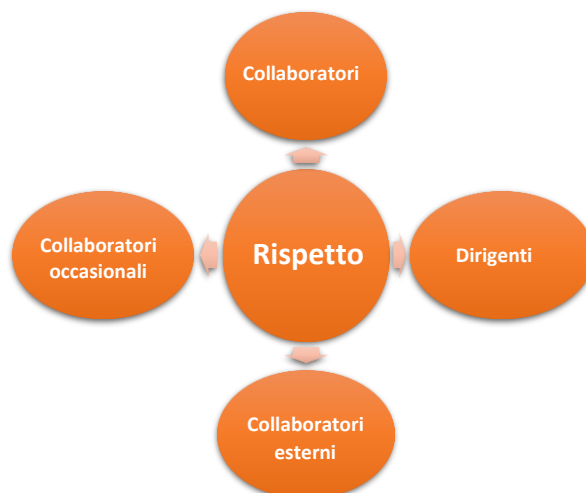 Collaboratori
Collaboratori
occasionali
Rispetto
Dirigenti
Collaboratori
esterni